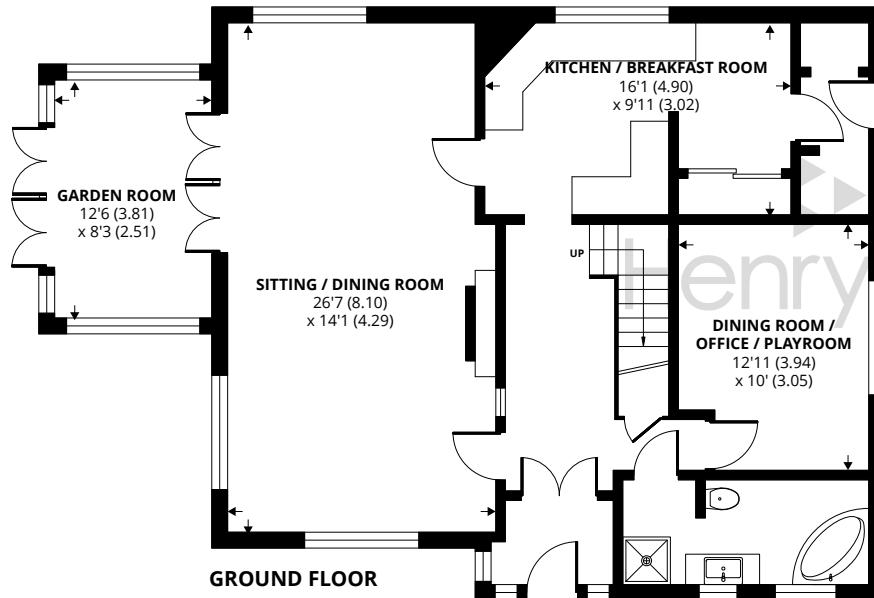 KITCHEN / BREAKFAST ROOM
16'1 (4.90)
x 9'11 (3.02)
GARDEN ROOM
12'6 (3.81)
x 8'3 (2.51)
SITTING / DINING ROOM
26'7 (8.10)
x 14'1 (4.29)
UP
Henry
DINING ROOM /
OFFICE / PLAYROOM
12'11 (3.94)
x 10' (3.05)
GROUND FLOOR